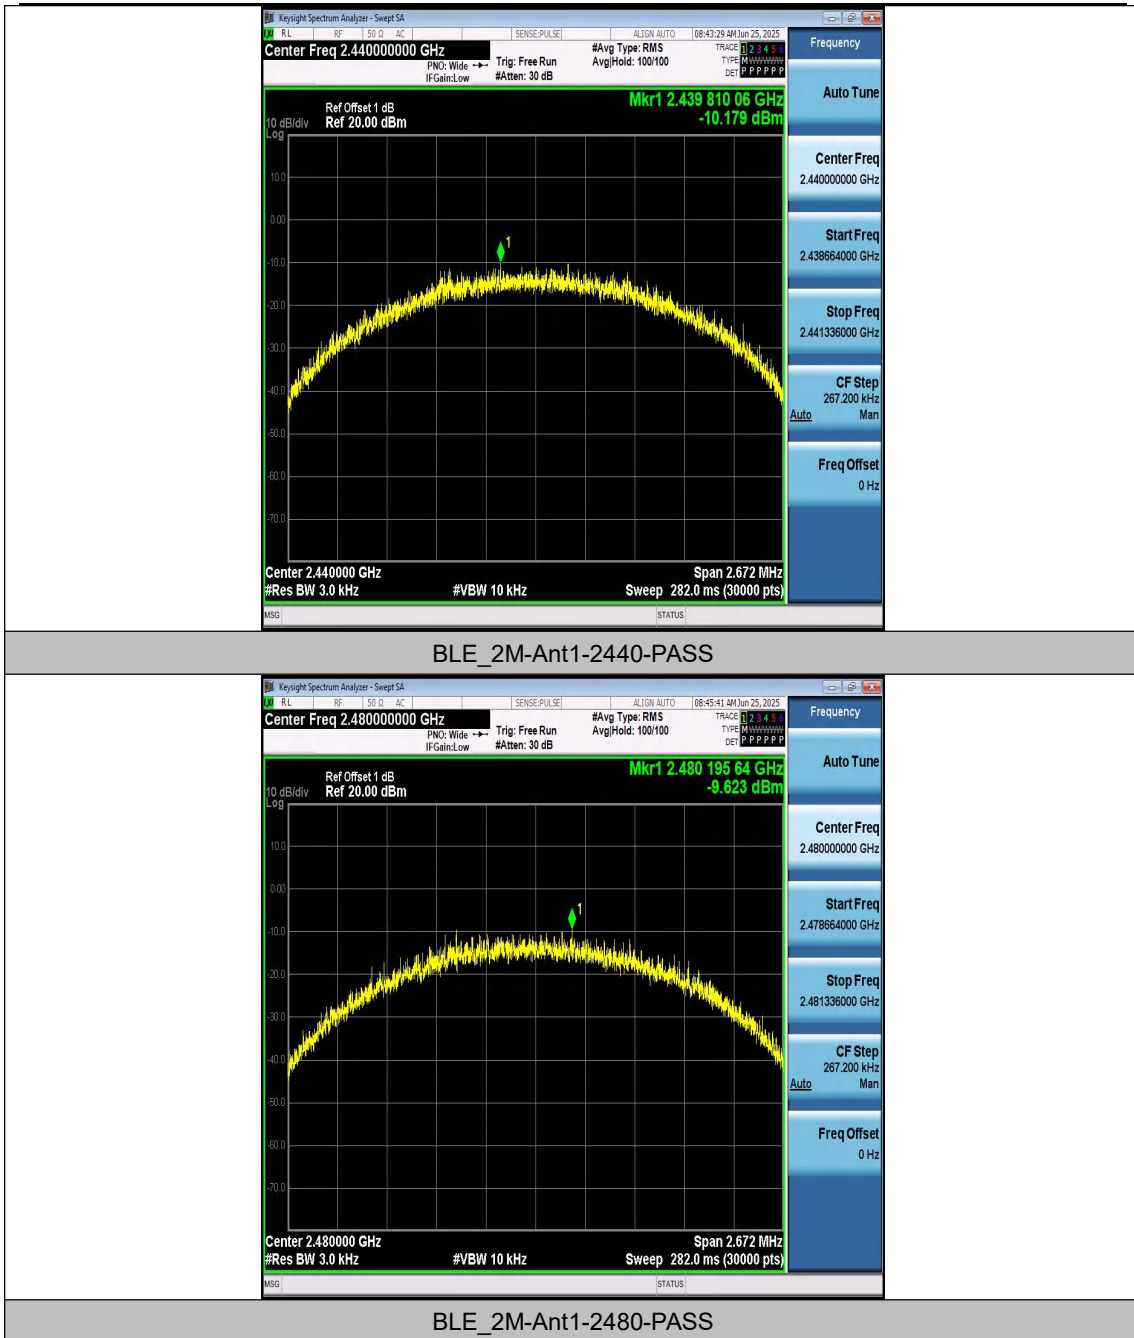 Keysight Spectrum Analyzer - Swept SA
RL RF 50 Ω AC SENSE:PULSE ALIGN AUTO 08:43:29 AM Jun 25, 2025
Center Freq 2.440000000 GHz
PNO: Wide
IFGain:Low
Trig: Free Run
#Atten: 30 dB
#Avg Type: RMS
Avg|Hold: 100/100
TRACE 1 2 3 4 5 6
TYPE M
DET P P P P P P
Mkr1 2.439 810 06 GHz
-10.179 dBm
Ref Offset 1 dB
10 dB/div Ref 20.00 dBm
Log
10.0
0.00
-10.0
-20.0
-30.0
-40.0
-50.0
-60.0
-70.0
1
Center 2.440000 GHz Span 2.672 MHz
#Res BW 3.0 kHz #VBW 10 kHz Sweep 282.0 ms (30000 pts)
MSG STATUS
Frequency
Auto Tune
Center Freq
2.440000000 GHz
Start Freq
2.438664000 GHz
Stop Freq
2.441336000 GHz
CF Step
267.200 kHz
Auto Man
Freq Offset
0 Hz
BLE_2M-Ant1-2440-PASS
Keysight Spectrum Analyzer - Swept SA
RL RF 50 Ω AC SENSE:PULSE ALIGN AUTO 08:45:41 AM Jun 25, 2025
Center Freq 2.480000000 GHz
PNO: Wide
IFGain:Low
Trig: Free Run
#Atten: 30 dB
#Avg Type: RMS
Avg|Hold: 100/100
TRACE 1 2 3 4 5 6
TYPE M
DET P P P P P P
Mkr1 2.480 195 64 GHz
-9.623 dBm
Ref Offset 1 dB
10 dB/div Ref 20.00 dBm
Log
10.0
0.00
-10.0
-20.0
-30.0
-40.0
-50.0
-60.0
-70.0
1
Center 2.480000 GHz Span 2.672 MHz
#Res BW 3.0 kHz #VBW 10 kHz Sweep 282.0 ms (30000 pts)
MSG STATUS
Frequency
Auto Tune
Center Freq
2.480000000 GHz
Start Freq
2.478664000 GHz
Stop Freq
2.481336000 GHz
CF Step
267.200 kHz
Auto Man
Freq Offset
0 Hz
BLE_2M-Ant1-2480-PASS